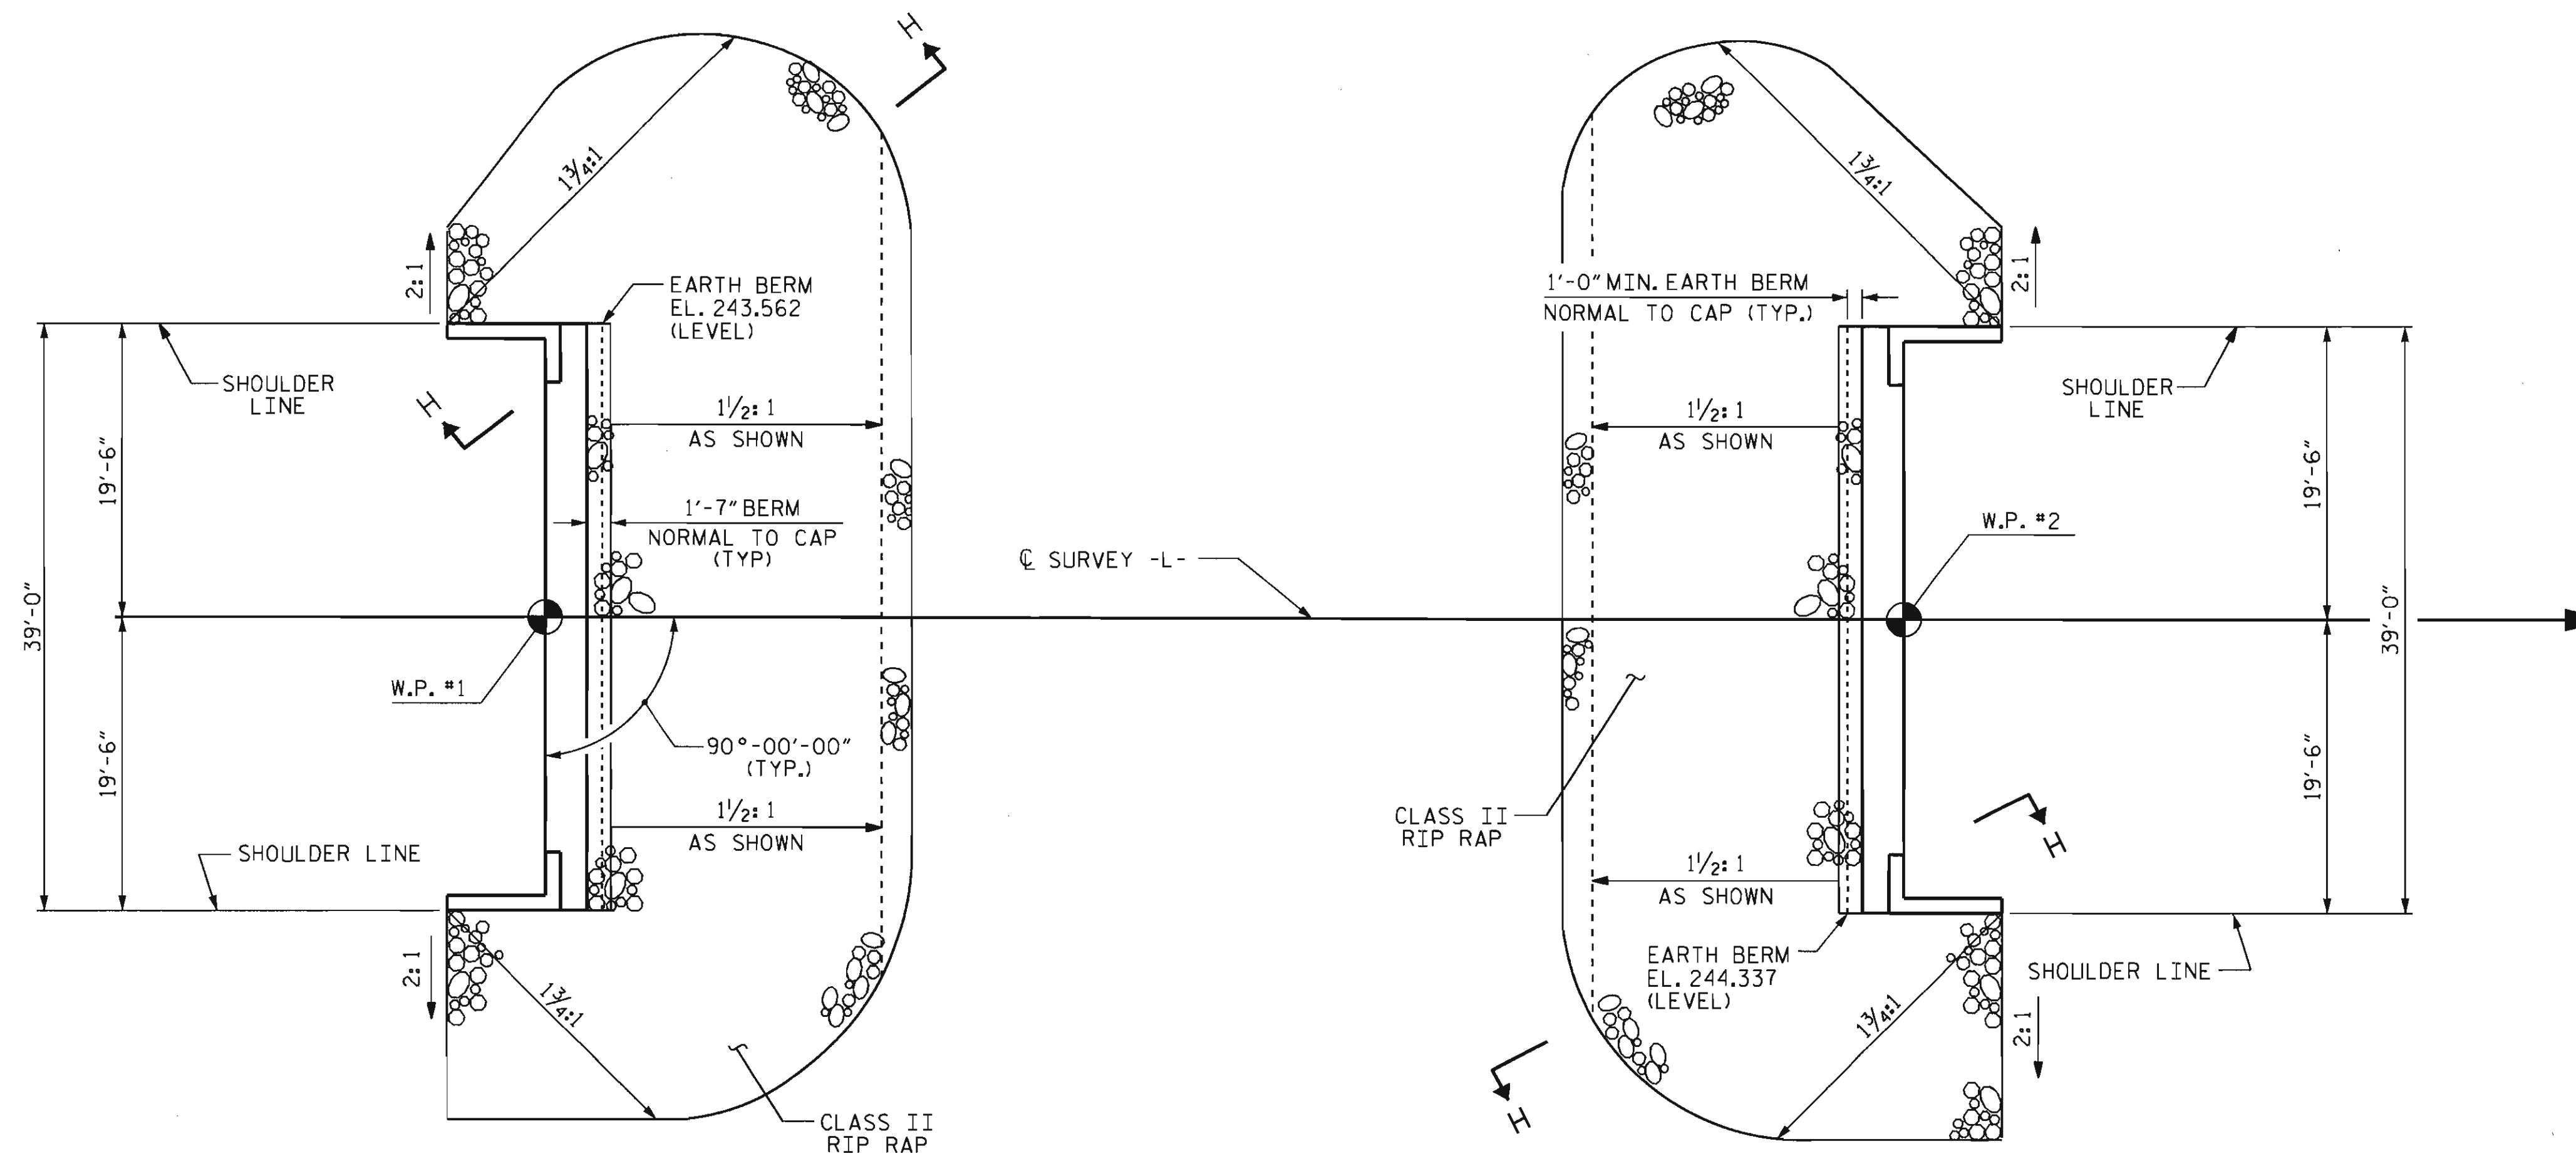 H
1¾:1
2:1
EARTH BERM
EL. 243.562
(LEVEL)
SHOULDER
LINE
H
1½:1
AS SHOWN
19'-6"
1'-7" BERM
NORMAL TO CAP
(TYP)
39'-0"
W.P. #1
90°-00'-00"
(TYP.)
19'-6"
1½:1
AS SHOWN
SHOULDER LINE
2:1
1¾:1
CLASS II
RIP RAP
℄ SURVEY -L-
1¾:1
2:1
1'-0" MIN. EARTH BERM
NORMAL TO CAP (TYP.)
SHOULDER
LINE
1½:1
AS SHOWN
19'-6"
W.P. #2
39'-0"
19'-6"
CLASS II
RIP RAP
H
1½:1
AS SHOWN
EARTH BERM
EL. 244.337
(LEVEL)
SHOULDER LINE
1¾:1
2:1
H